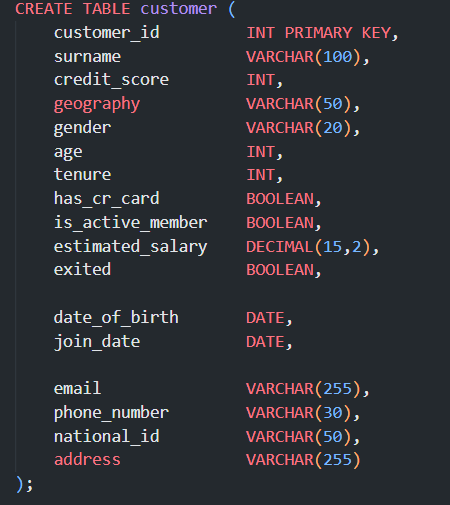 CREATE TABLE customer (
    customer_id         INT PRIMARY KEY,
    surname             VARCHAR(100),
    credit_score        INT,
    geography           VARCHAR(50),
    gender              VARCHAR(20),
    age                 INT,
    tenure              INT,
    has_cr_card         BOOLEAN,
    is_active_member    BOOLEAN,
    estimated_salary    DECIMAL(15,2),
    exited              BOOLEAN,

    date_of_birth       DATE,
    join_date           DATE,

    email               VARCHAR(255),
    phone_number        VARCHAR(30),
    national_id         VARCHAR(50),
    address             VARCHAR(255)
);